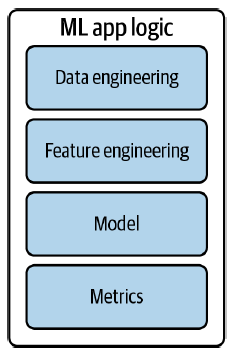 ML app logic
Data engineering
Feature engineering
Model
Metrics